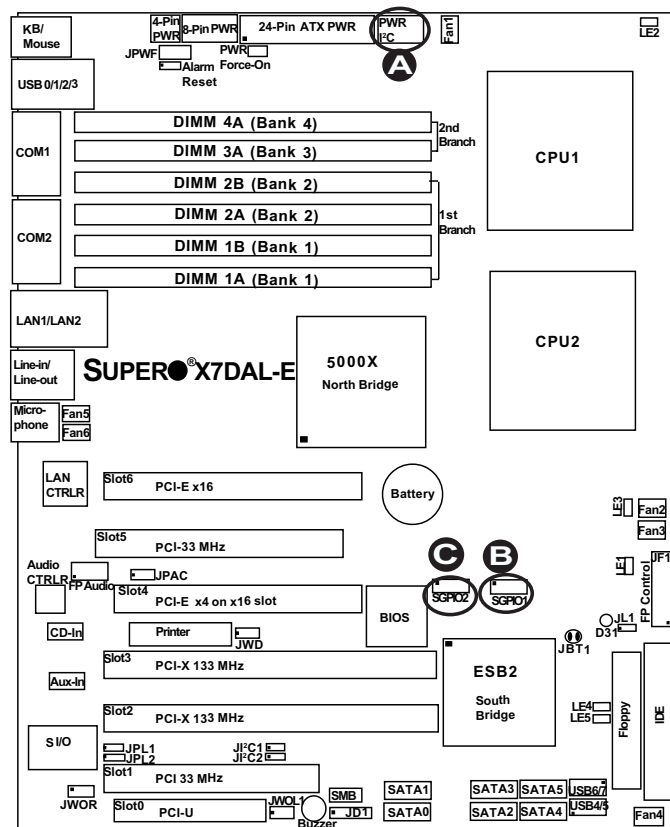 KB/
Mouse
4-Pin
PWR
8-Pin PWR
24-Pin ATX PWR
PWR
I²C
Fan1
LE2
A
JPWF
Alarm
Reset
PWR
Force-On
USB 0/1/2/3
DIMM 4A (Bank 4)
DIMM 3A (Bank 3)
2nd
Branch
DIMM 2B (Bank 2)
DIMM 2A (Bank 2)
DIMM 1B (Bank 1)
DIMM 1A (Bank 1)
1st
Branch
COM1
COM2
CPU1
CPU2
LAN1/LAN2
Line-in/
Line-out
SUPER●®X7DAL-E
5000X
North Bridge
Micro-
phone
Fan5
Fan6
LAN
CTRLR
Slot6
PCI-E x16
Battery
LE3
Fan2
Fan3
Slot5
PCI-33 MHz
C
B
Audio
CTRLR
FP Audio
JPAC
Slot4
PCI-E x4 on x16 slot
BIOS
SGPIO2
SGPIO1
LE1
JF1
FP Control
CD-In
Printer
JWD
JBT1
D31
JL1
Slot3
PCI-X 133 MHz
Aux-In
ESB2
South
Bridge
Slot2
PCI-X 133 MHz
LE4
LE5
Floppy
IDE
S I/O
JPL1
JPL2
JI²C1
JI²C2
Slot1
PCI 33 MHz
JWOR
Slot0
PCI-U
JWOL1
Buzzer
SMB
JD1
SATA1
SATA0
SATA3
SATA2
SATA5
SATA4
USB6/7
USB4/5
Fan4